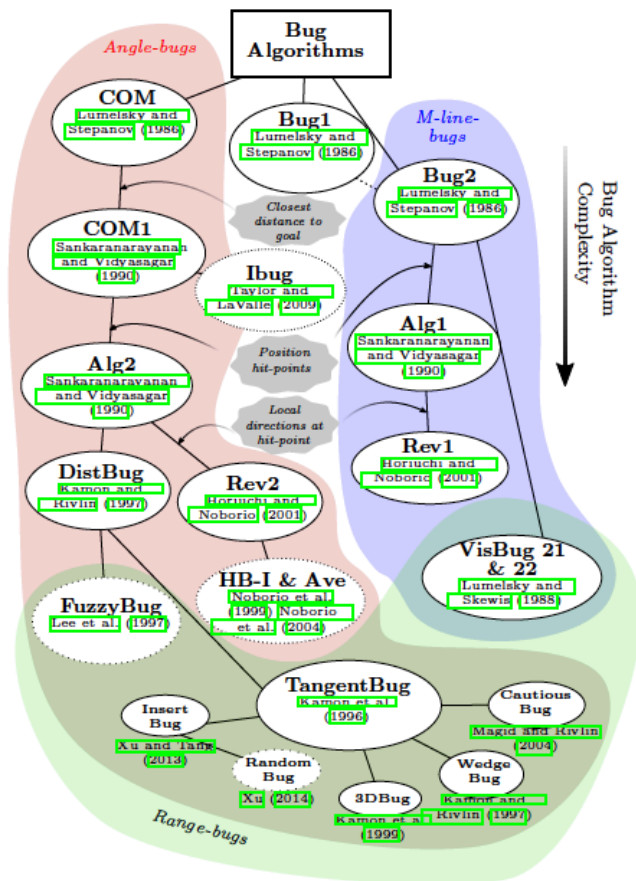 Bug
Algorithms
Angle-bugs
COM
Lumelsky and
Stepanov (1986)
Bug1
Lumelsky and
Stepanov (1986)
M-line-
bugs
Bug2
Lumelsky and
Stepanov (1986)
Bug Algorithm
Complexity
Closest
distance to
goal
COM1
Sankaranarayanan
and Vidyasagar
(1990)
Ibug
Taylor and
LaValle (2009)
Alg1
Sankaranarayanan
and Vidyasagar
(1990)
Position
hit-points
Alg2
Sankaranarayanan
and Vidyasagar
(1990)
Local
directions at
hit-point
Rev1
Horiuchi and
Noborio (2001)
DistBug
Kamon and
Rivlin (1997)
Rev2
Horiuchi and
Noborio (2001)
VisBug 21
& 22
Lumelsky and
Skewis (1988)
HB-I & Ave
Noborio et al.
(1999) Noborio
et al. (2004)
FuzzyBug
Lee et al. (1997)
TangentBug
Kamon et al.
(1996)
Cautious
Bug
Magid and Rivlin
(2004)
Insert
Bug
Xu and Tang
(2013)
Random
Bug
Xu (2014)
3DBug
Kamon et al.
(1999)
Wedge
Bug
Kamon and
Rivlin (1997)
Range-bugs